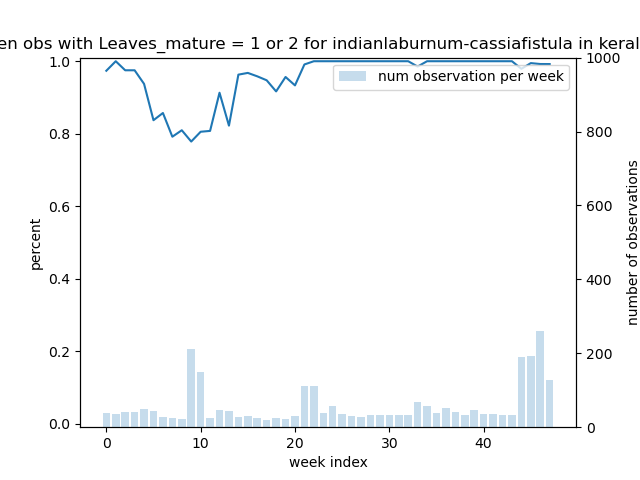 en obs with Leaves_mature = 1 or 2 for indianlaburnum-cassiafistula in keral
num observation per week
percent
number of observations
1.0
0.8
0.6
0.4
0.2
0.0
1000
800
600
400
200
0
0 10 20 30 40
week index